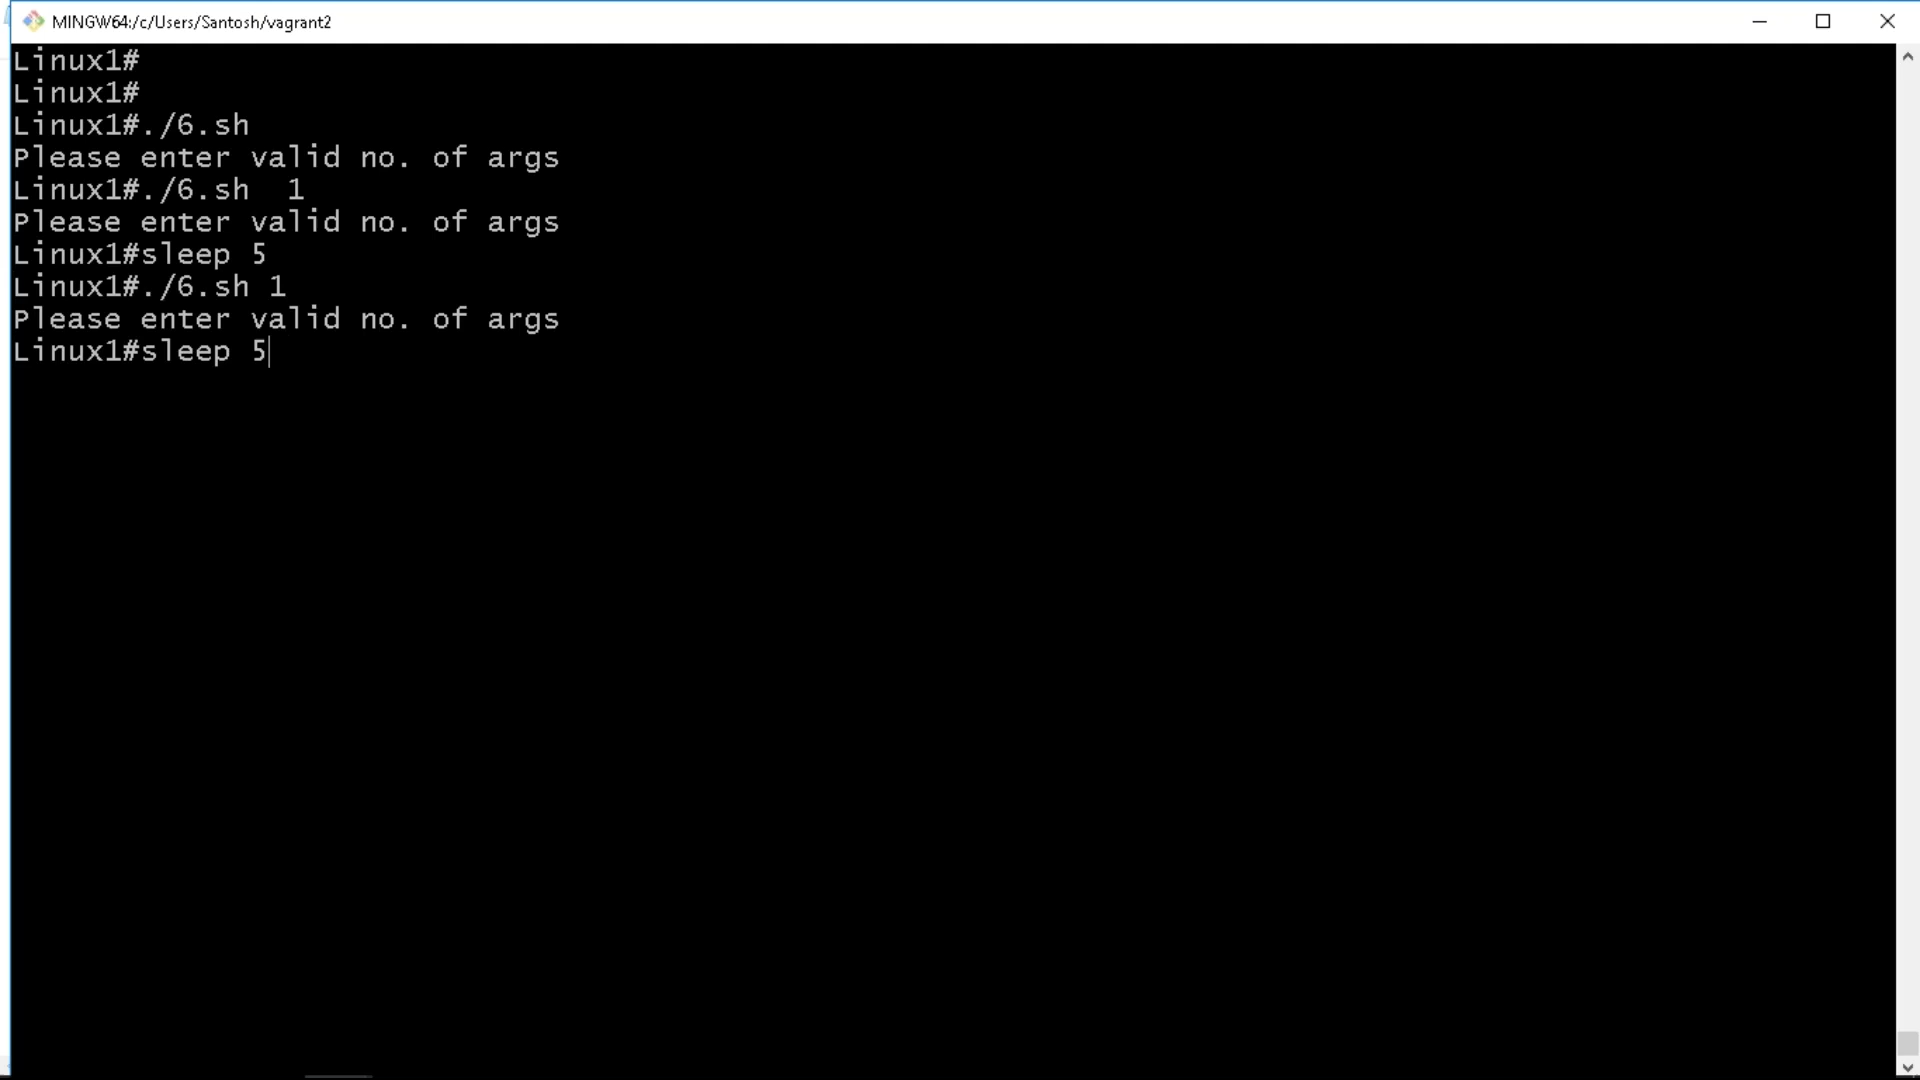 MINGW64:/c/Users/Santosh/vagrant2
Linux1#
Linux1#
Linux1#./6.sh
Please enter valid no. of args
Linux1#./6.sh  1
Please enter valid no. of args
Linux1#sleep 5
Linux1#./6.sh 1
Please enter valid no. of args
Linux1#sleep 5